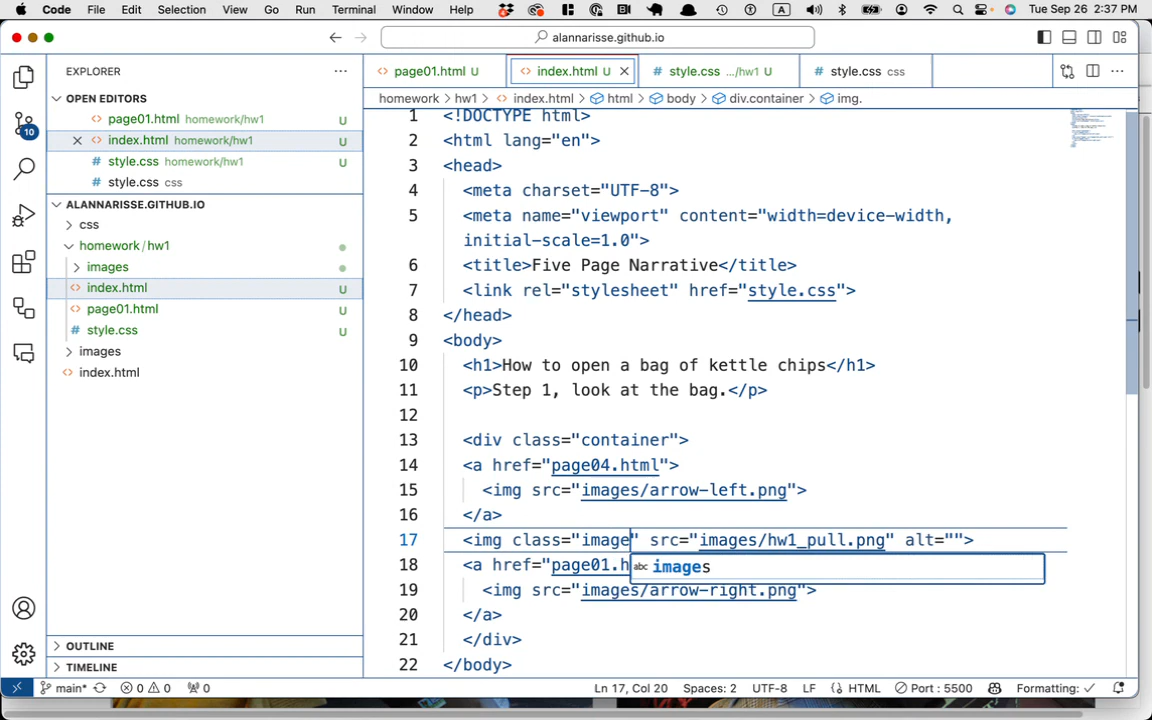 Code File Edit Selection View Go Run Terminal Window Help A Tue Sep 26 2:37 PM
alannarisse.github.io
EXPLORER
OPEN EDITORS
page01.html homework/hw1 U
index.html homework/hw1 U
style.css homework/hw1 U
style.css css
ALANNARISSE.GITHUB.IO
css
homework/hw1
images
index.html U
page01.html U
style.css U
images
index.html
OUTLINE
TIMELINE
10
page01.html U index.html U style.css .../hw1 U style.css css
homework > hw1 > index.html > html > body > div.container > img.
1 <!DOCTYPE html>
2 <html lang="en">
3 <head>
4 <meta charset="UTF-8">
5 <meta name="viewport" content="width=device-width,
initial-scale=1.0">
6 <title>Five Page Narrative</title>
7 <link rel="stylesheet" href="style.css">
8 </head>
9 <body>
10 <h1>How to open a bag of kettle chips</h1>
11 <p>Step 1, look at the bag.</p>
12
13 <div class="container">
14 <a href="page04.html">
15 <img src="images/arrow-left.png">
16 </a>
17 <img class="image" src="images/hw1_pull.png" alt="">
18 <a href="page01.h
abc images
19 <img src="images/arrow-right.png">
20 </a>
21 </div>
22 </body>
main* 0 0 0 Ln 17, Col 20 Spaces: 2 UTF-8 LF HTML Port : 5500 Formatting: